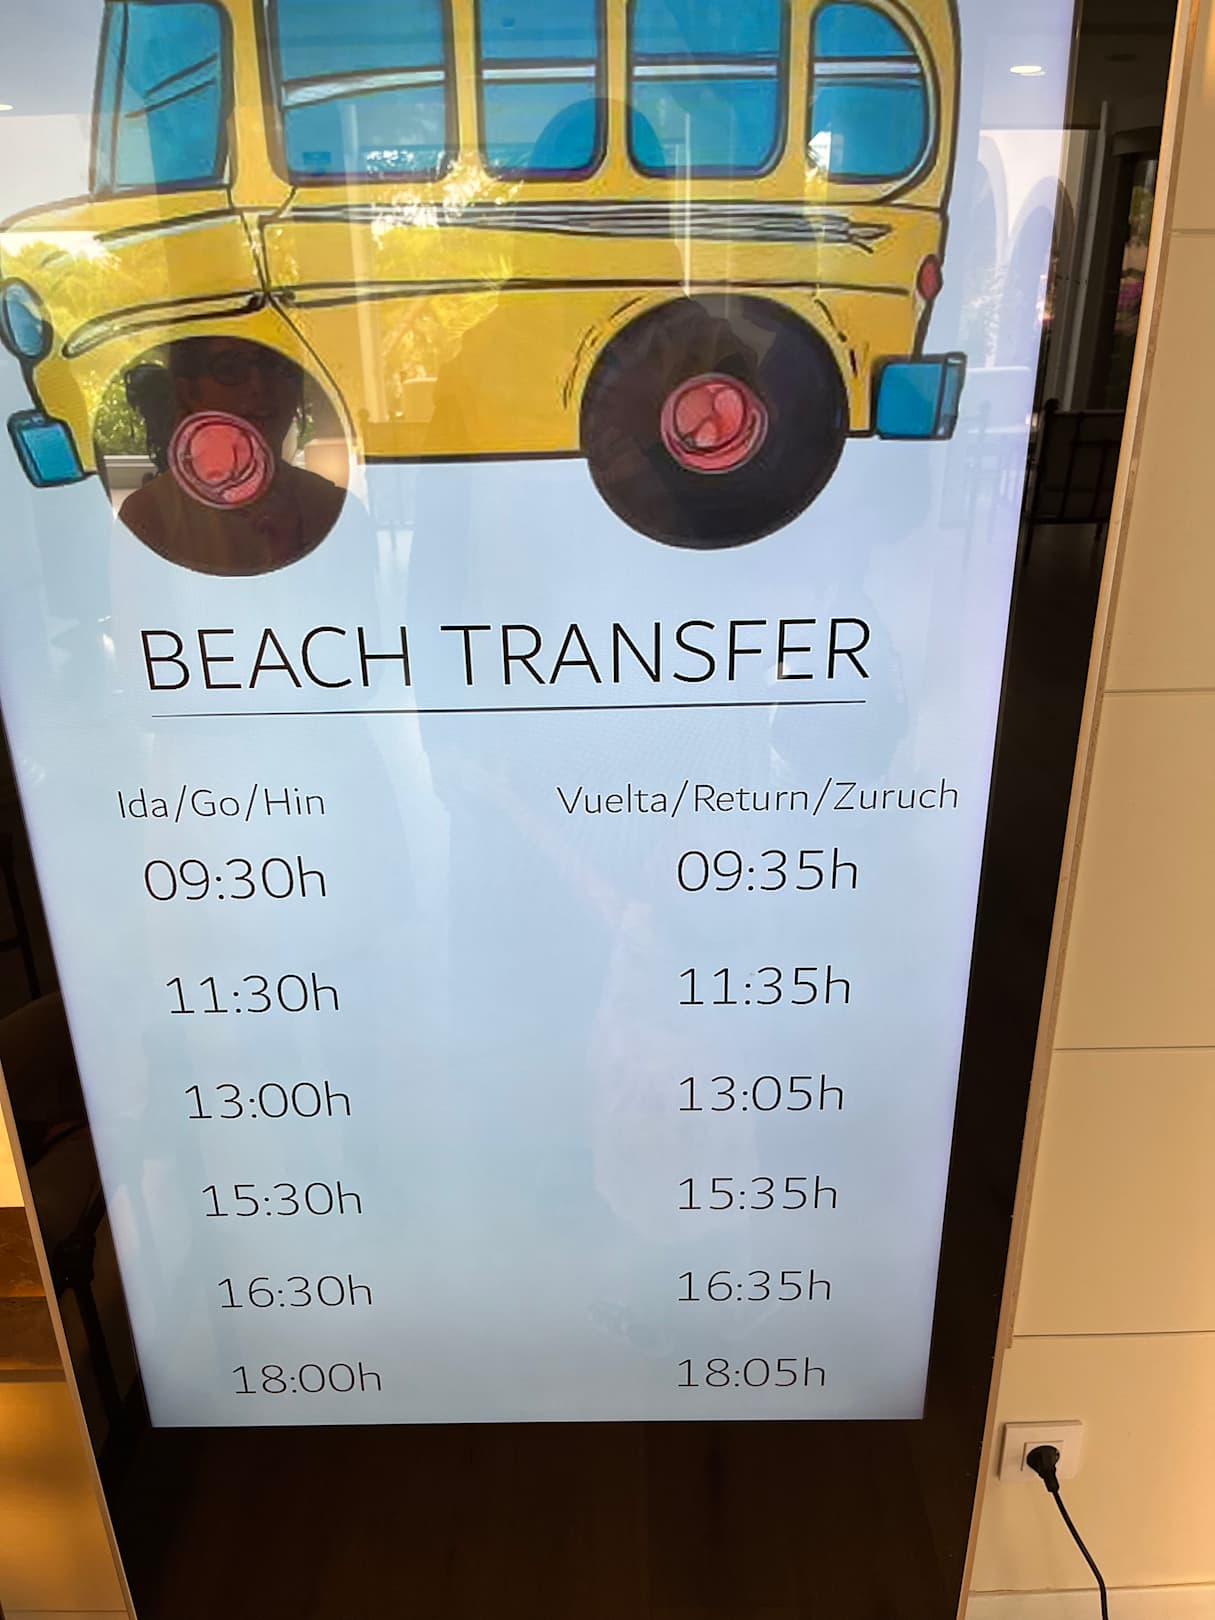 BEACH TRANSFER
Ida/Go/Hin Vuelta/Return/Zuruch
09:30h 09:35h
11:30h 11:35h
13:00h 13:05h
15:30h 15:35h
16:30h 16:35h
18:00h 18:05h